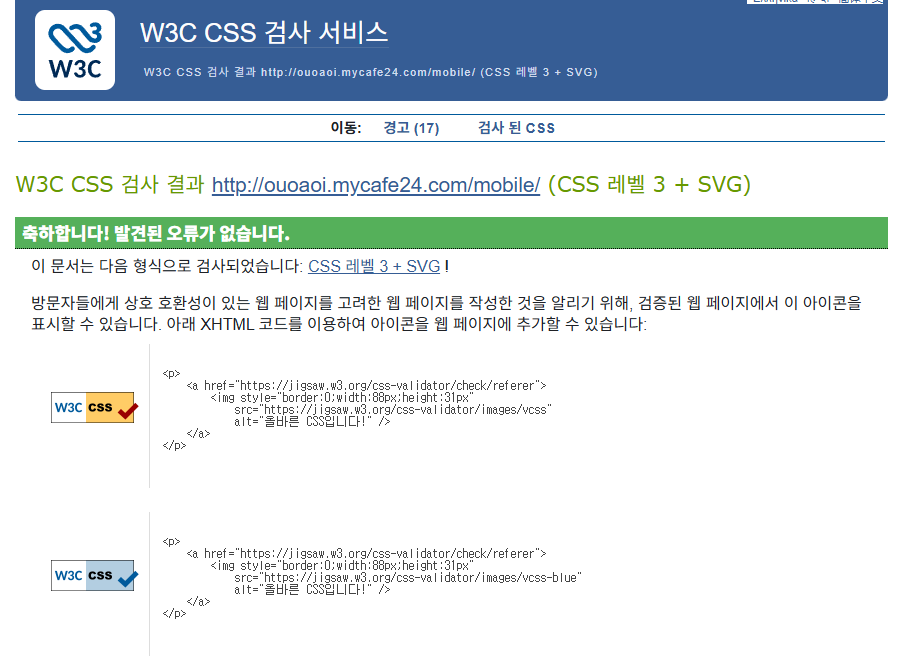 W3C
W3C CSS 검사 서비스
W3C CSS 검사 결과 http://ouoaoi.mycafe24.com/mobile/ (CSS 레벨 3 + SVG)
이동: 경고 (17) 검사 된 CSS
W3C CSS 검사 결과 http://ouoaoi.mycafe24.com/mobile/ (CSS 레벨 3 + SVG)
축하합니다! 발견된 오류가 없습니다.
이 문서는 다음 형식으로 검사되었습니다: CSS 레벨 3 + SVG !
방문자들에게 상호 호환성이 있는 웹 페이지를 고려한 웹 페이지를 작성한 것을 알리기 위해, 검증된 웹 페이지에서 이 아이콘을
표시할 수 있습니다. 아래 XHTML 코드를 이용하여 아이콘을 웹 페이지에 추가할 수 있습니다:
W3C CSS
<p>
<a href="https://jigsaw.w3.org/css-validator/check/referer">
<img style="border:0;width:88px;height:31px"
src="https://jigsaw.w3.org/css-validator/images/vcss"
alt="올바른 CSS입니다!" />
</a>
</p>
W3C CSS
<p>
<a href="https://jigsaw.w3.org/css-validator/check/referer">
<img style="border:0;width:88px;height:31px"
src="https://jigsaw.w3.org/css-validator/images/vcss-blue"
alt="올바른 CSS입니다!" />
</a>
</p>